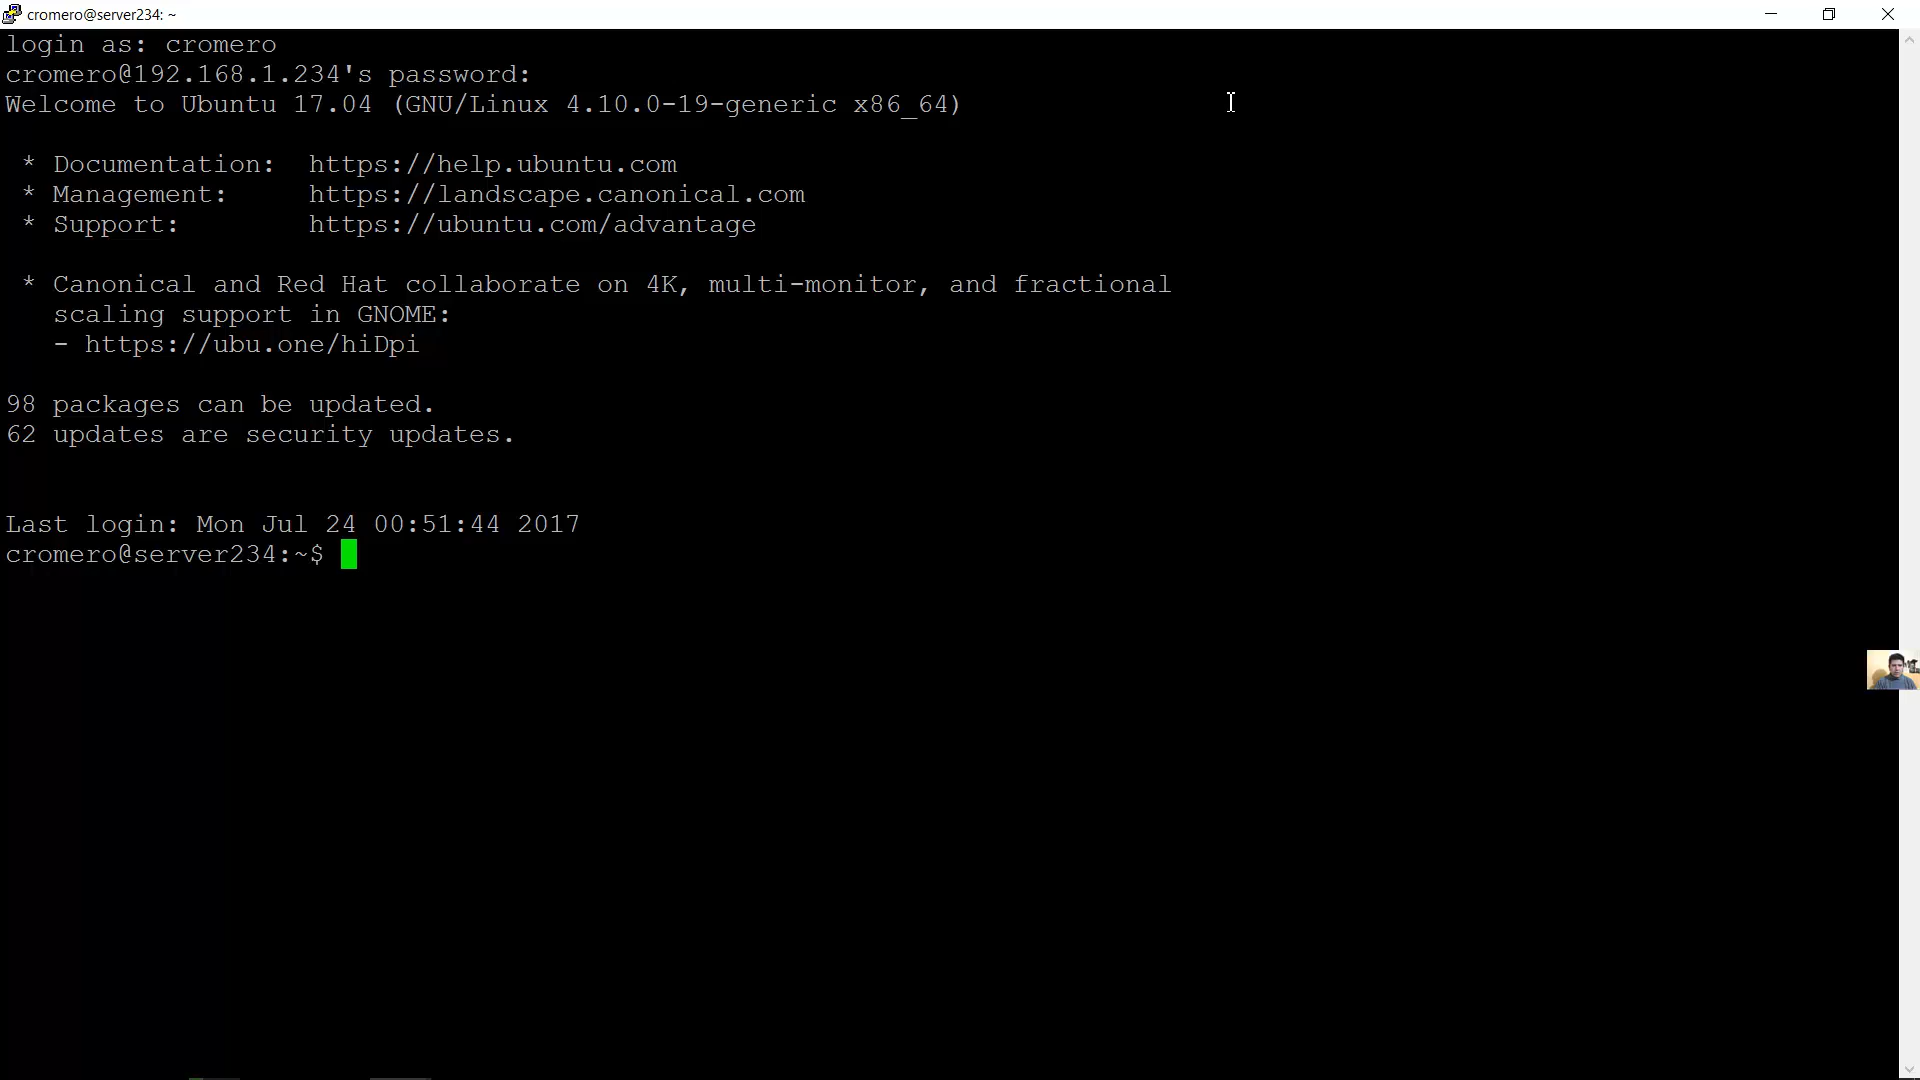 cromero@server234: ~
login as: cromero
cromero@192.168.1.234's password:
Welcome to Ubuntu 17.04 (GNU/Linux 4.10.0-19-generic x86_64)
* Documentation:  https://help.ubuntu.com
* Management:     https://landscape.canonical.com
* Support:        https://ubuntu.com/advantage
* Canonical and Red Hat collaborate on 4K, multi-monitor, and fractional
scaling support in GNOME:
- https://ubu.one/hiDpi
98 packages can be updated.
62 updates are security updates.
Last login: Mon Jul 24 00:51:44 2017
cromero@server234:~$